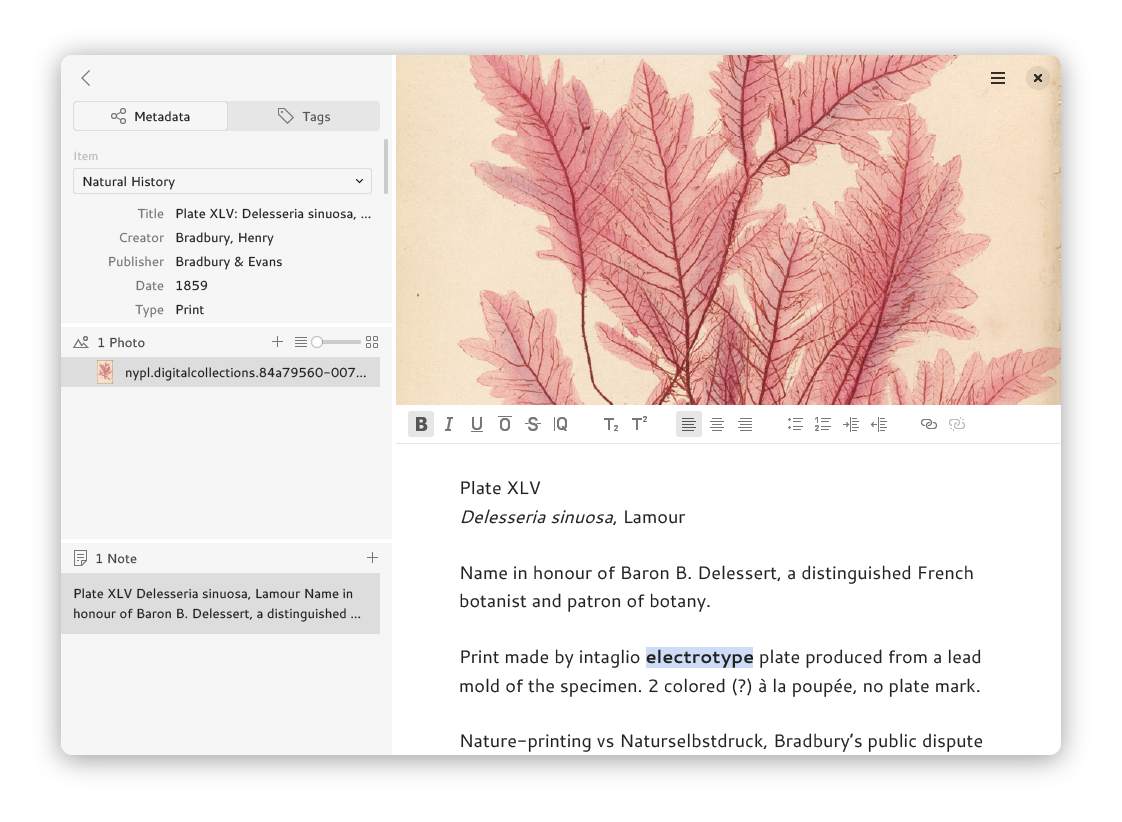 Metadata
Tags
Item
Natural History
Title Plate XLV: Delesseria sinuosa, ...
Creator Bradbury, Henry
Publisher Bradbury & Evans
Date 1859
Type Print
1 Photo
nypl.digitalcollections.84a79560-007...
1 Note
Plate XLV Delesseria sinuosa, Lamour Name in
honour of Baron B. Delessert, a distinguished ...
B I U O S Q T₂ T²
Plate XLV
Delesseria sinuosa, Lamour
Name in honour of Baron B. Delessert, a distinguished French
botanist and patron of botany.
Print made by intaglio electrotype plate produced from a lead
mold of the specimen. 2 colored (?) à la poupée, no plate mark.
Nature-printing vs Naturselbstdruck, Bradbury's public dispute